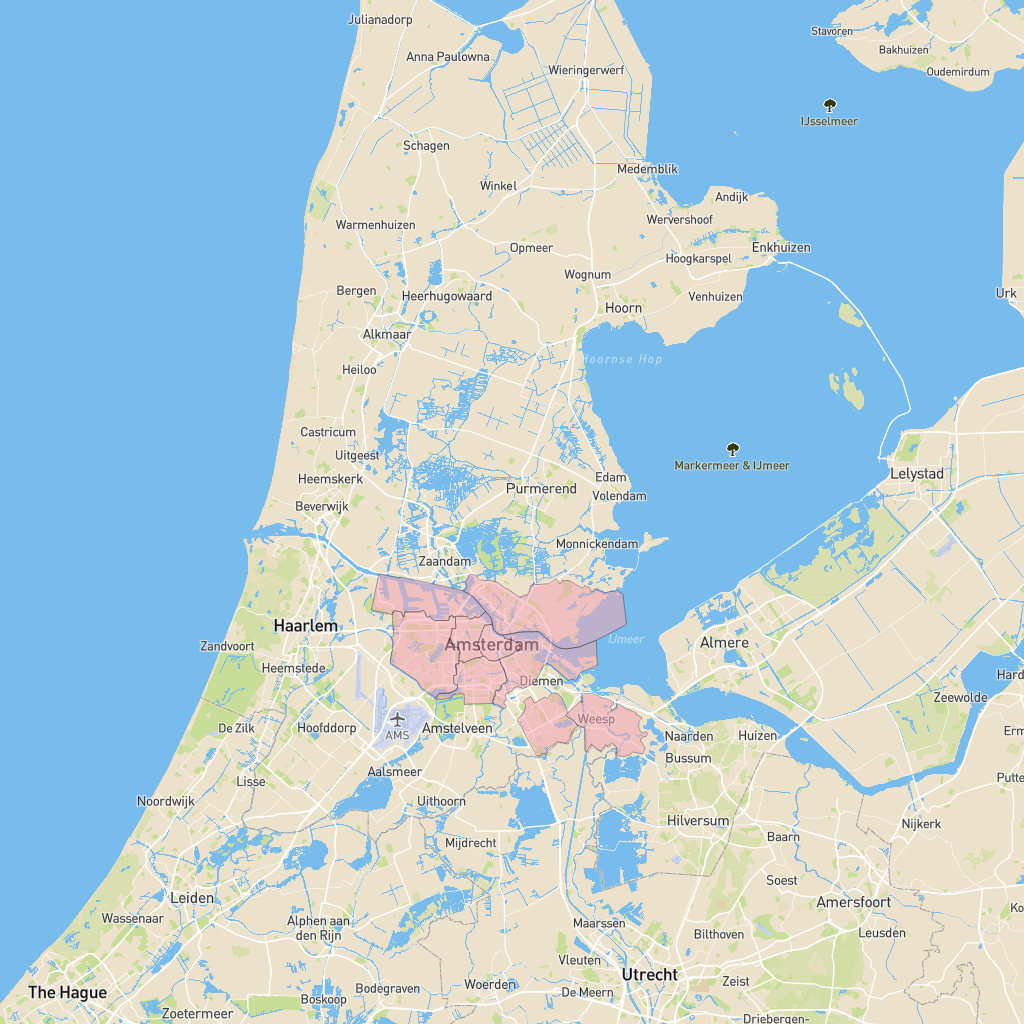 Julianadorp
Stavoren
Bakhuizen
Anna Paulowna
Wieringerwerf
Oudemirdum
IJsselmeer
Schagen
Medemblik
Winkel
Andijk
Wervershoof
Warmenhuizen
Opmeer
Enkhuizen
Hoogkarspel
Wognum
Bergen
Heerhugowaard
Venhuizen
Urk
Hoorn
Alkmaar
Hoornse Hop
Heiloo
Castricum
Uitgeest
Markermeer & IJmeer
Lelystad
Heemskerk
Edam
Purmerend
Volendam
Beverwijk
Monnickendam
Zaandam
Haarlem
IJmeer
Zandvoort
Amsterdam
Almere
Heemstede
Diemen
Hard
Zeewolde
De Zilk
Hoofddorp
AMS
Amstelveen
Weesp
Naarden
Huizen
Erm
Bussum
Aalsmeer
Lisse
Putte
Noordwijk
Uithoorn
Hilversum
Nijkerk
Baarn
Mijdrecht
Soest
Leiden
Amersfoort
Ko
Wassenaar
Alphen aan
den Rijn
Maarssen
Bilthoven
Leusden
Vleuten
Utrecht
Zeist
The Hague
Bodegraven
Woerden
De Meern
Boskoop
Zoetermeer
Driebergen-